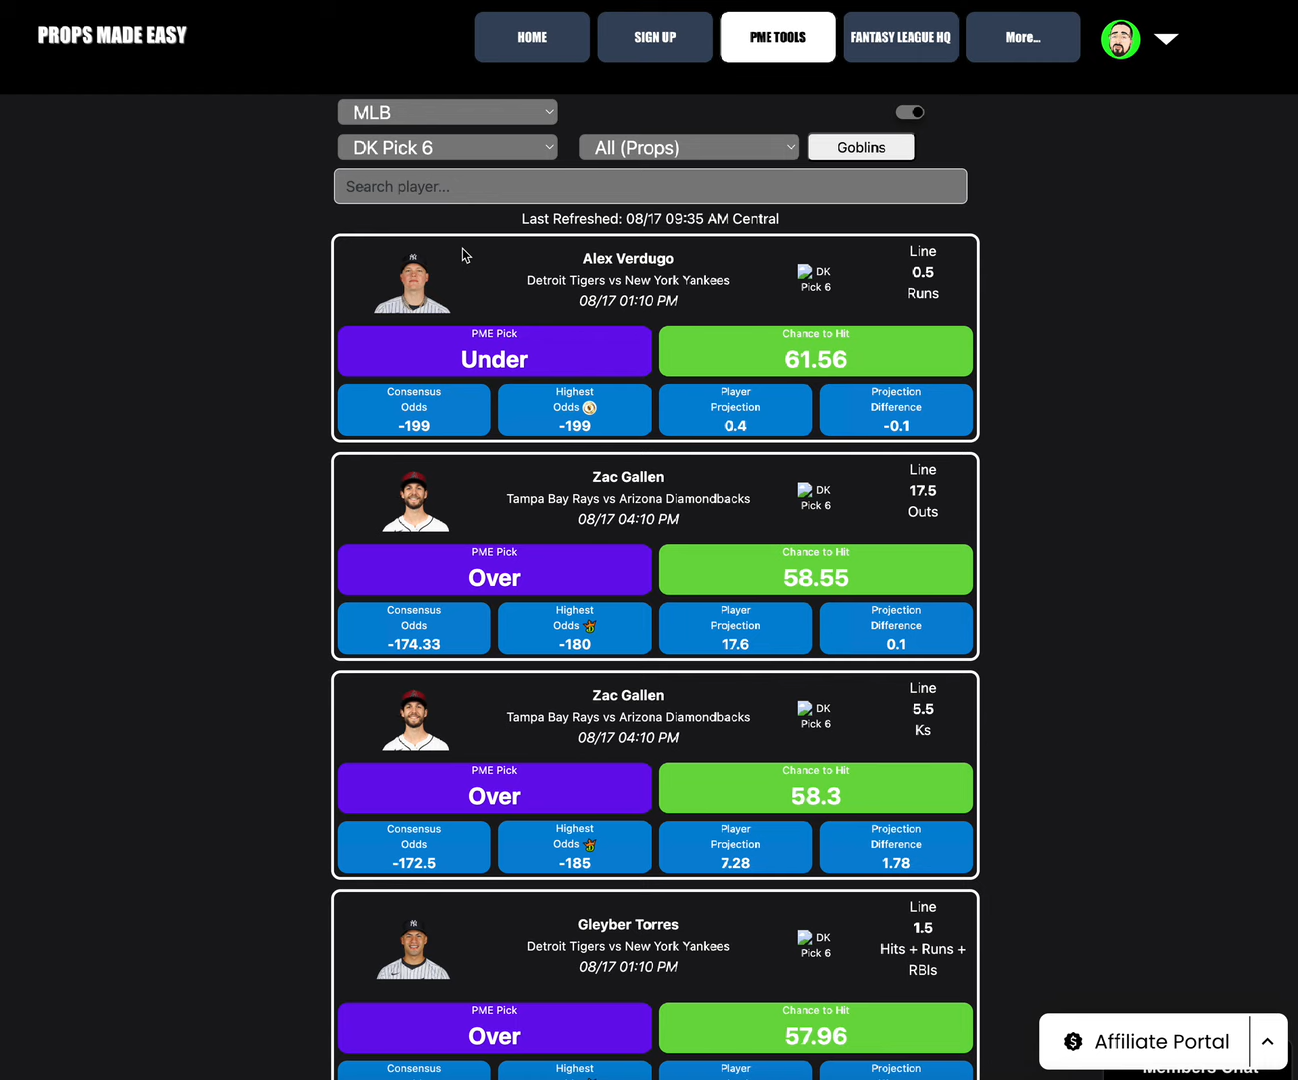 PROPS MADE EASY
HOME
SIGN UP
PME TOOLS
FANTASY LEAGUE HQ
More...
MLB
DK Pick 6
All (Props)
Goblins
Search player...
Last Refreshed: 08/17 09:35 AM Central
Alex Verdugo
Detroit Tigers vs New York Yankees
08/17 01:10 PM
DK
Pick 6
Line
0.5
Runs
PME Pick
Under
Chance to Hit
61.56
Consensus
Odds
-199
Highest
Odds
-199
Player
Projection
0.4
Projection
Difference
-0.1
Zac Gallen
Tampa Bay Rays vs Arizona Diamondbacks
08/17 04:10 PM
DK
Pick 6
Line
17.5
Outs
PME Pick
Over
Chance to Hit
58.55
Consensus
Odds
-174.33
Highest
Odds
-180
Player
Projection
17.6
Projection
Difference
0.1
Zac Gallen
Tampa Bay Rays vs Arizona Diamondbacks
08/17 04:10 PM
DK
Pick 6
Line
5.5
Ks
PME Pick
Over
Chance to Hit
58.3
Consensus
Odds
-172.5
Highest
Odds
-185
Player
Projection
7.28
Projection
Difference
1.78
Gleyber Torres
Detroit Tigers vs New York Yankees
08/17 01:10 PM
DK
Pick 6
Line
1.5
Hits + Runs +
RBIs
PME Pick
Over
Chance to Hit
57.96
Consensus
Highest
Player
Projection
Affiliate Portal
Members Chat